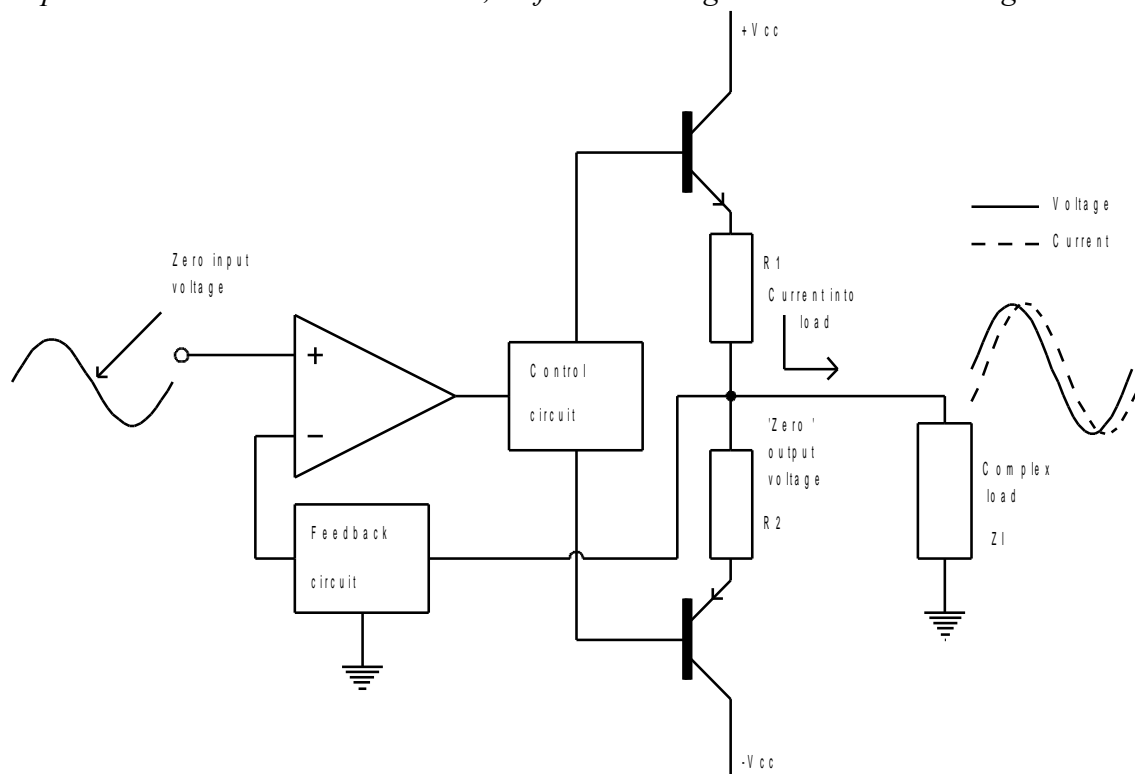 +Vcc
Voltage
Current
Zero input
voltage
R1
Current into
load
+
Control
circuit
-
'Zero'
output
voltage
R2
Complex
load
Zl
Feedback
circuit
-Vcc